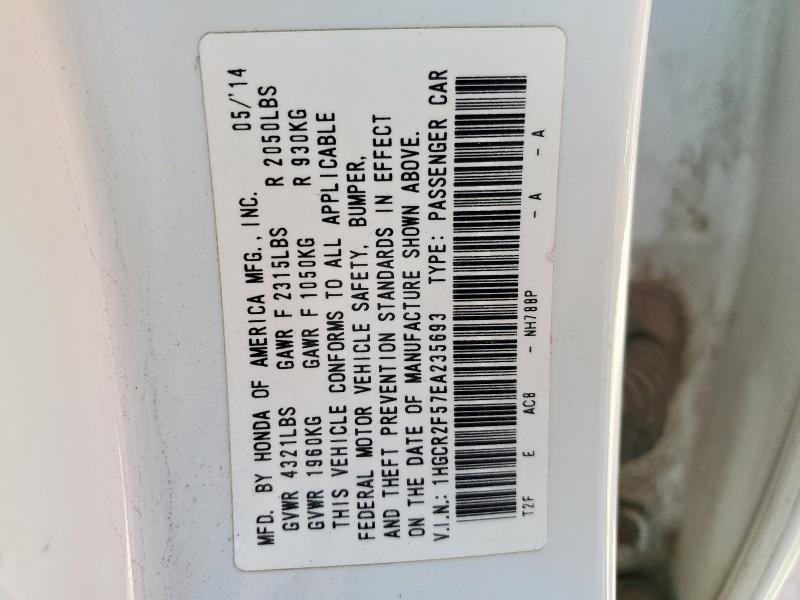 MFD. BY HONDA OF AMERICA MFG., INC. 05/'14
GVWR 4321LBS GAWR F 2315LBS R 2050LBS
GVWR 1960KG GAWR F 1050KG R 930KG
THIS VEHICLE CONFORMS TO ALL APPLICABLE
FEDERAL MOTOR VEHICLE SAFETY, BUMPER,
AND THEFT PREVENTION STANDARDS IN EFFECT
ON THE DATE OF MANUFACTURE SHOWN ABOVE.
V.I.N.: 1HGCR2F57EA235693 TYPE: PASSENGER CAR
T2F E AC8 - NH788P - A - A